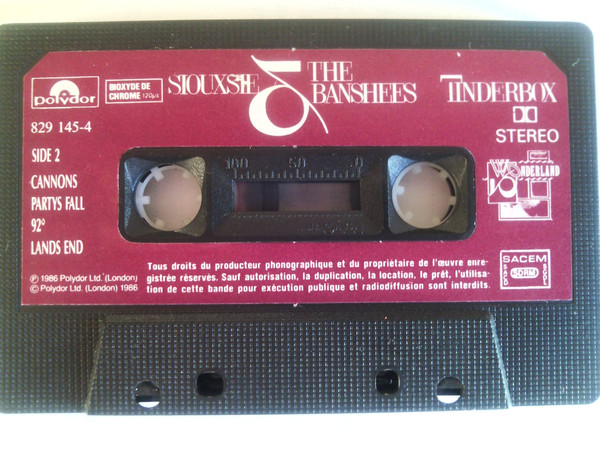 polydor
BIOXYDE DE
CHROME 120µs
SIOUXSIE & THE BANSHEES
TINDERBOX
829 145-4
STEREO
SIDE 2
CANNONS
PARTYS FALL
92°
LANDS END
100 50 0
WONDERLAND
℗ 1986 Polydor Ltd. (London)
© Polydor Ltd. (London) 1986
Tous droits du producteur phonographique et du propriétaire de l'œuvre enre-
gistrée réservés. Sauf autorisation, la duplication, la location, le prêt, l'utilisa-
tion de cette bande pour exécution publique et radiodiffusion sont interdits.
SACEM
SACD
SDRM
SGDL